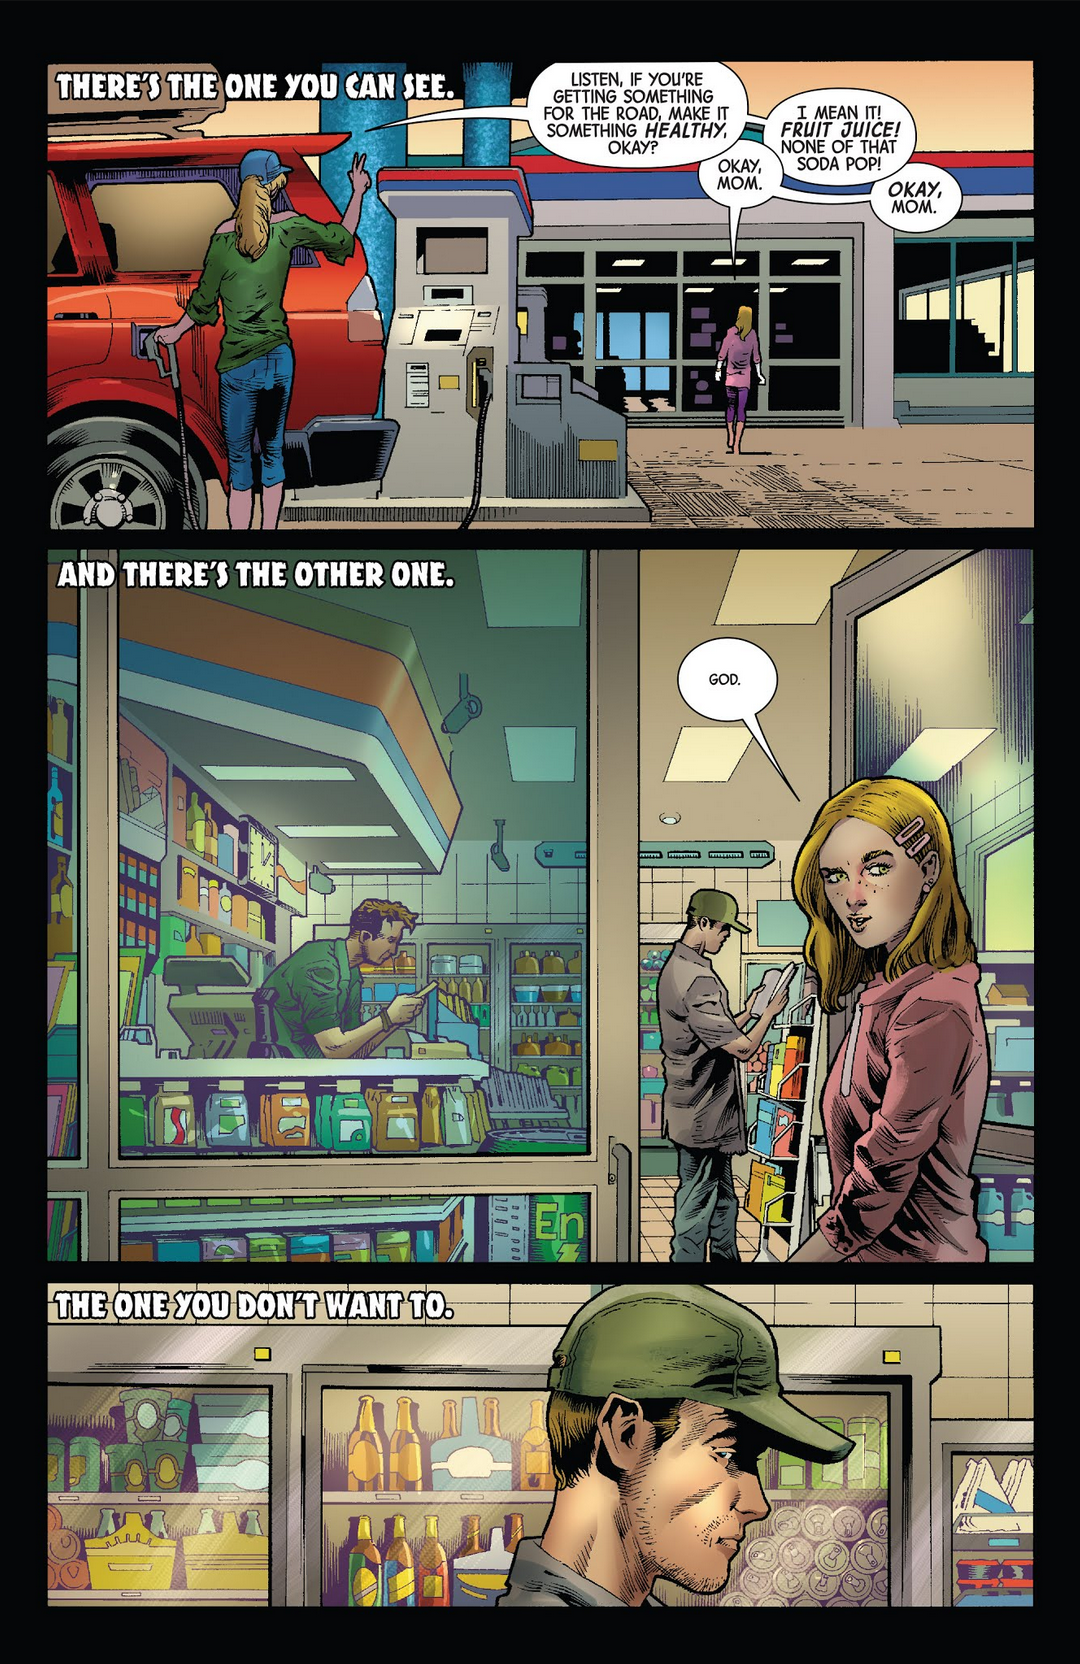 THERE'S THE ONE YOU CAN SEE.
LISTEN, IF YOU'RE
GETTING SOMETHING
FOR THE ROAD, MAKE IT
SOMETHING HEALTHY,
OKAY?
OKAY,
MOM.
I MEAN IT!
FRUIT JUICE!
NONE OF THAT
SODA POP!
OKAY,
MOM.
AND THERE'S THE OTHER ONE.
GOD.
En
THE ONE YOU DON'T WANT TO.